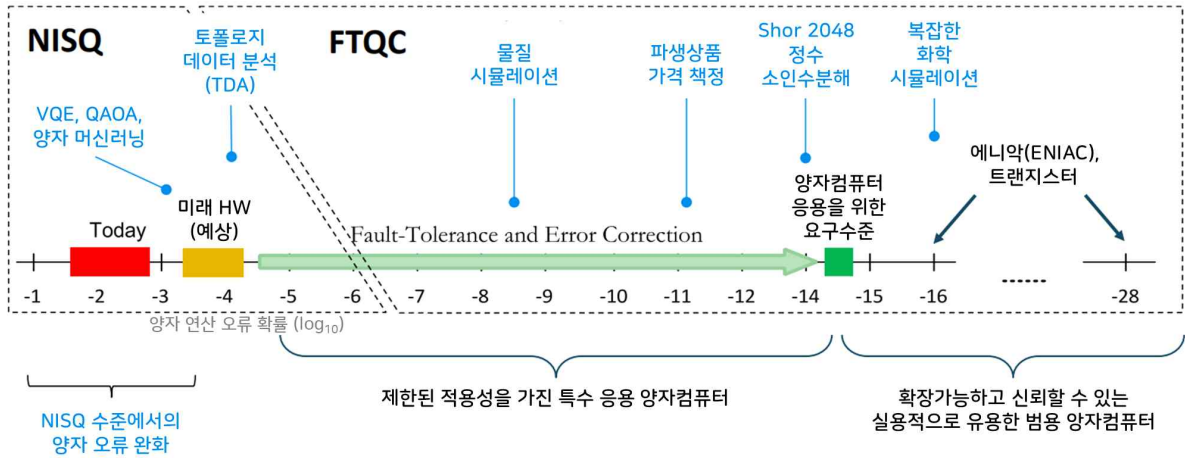 NISQ
FTQC
토폴로지
데이터 분석
(TDA)
VQE, QAOA,
양자 머신러닝
물질
시뮬레이션
파생상품
가격 책정
Shor 2048
정수
소인수분해
복잡한
화학
시뮬레이션
에니악(ENIAC),
트랜지스터
Today
미래 HW
(예상)
Fault-Tolerance and Error Correction
양자컴퓨터
응용을 위한
요구수준
-1 -2 -3 -4 -5 -6 -7 -8 -9 -10 -11 -12 -14 -15 -16 ...... -28
양자 연산 오류 확률 (log₁₀)
NISQ 수준에서의
양자 오류 완화
제한된 적용성을 가진 특수 응용 양자컴퓨터
확장가능하고 신뢰할 수 있는
실용적으로 유용한 범용 양자컴퓨터